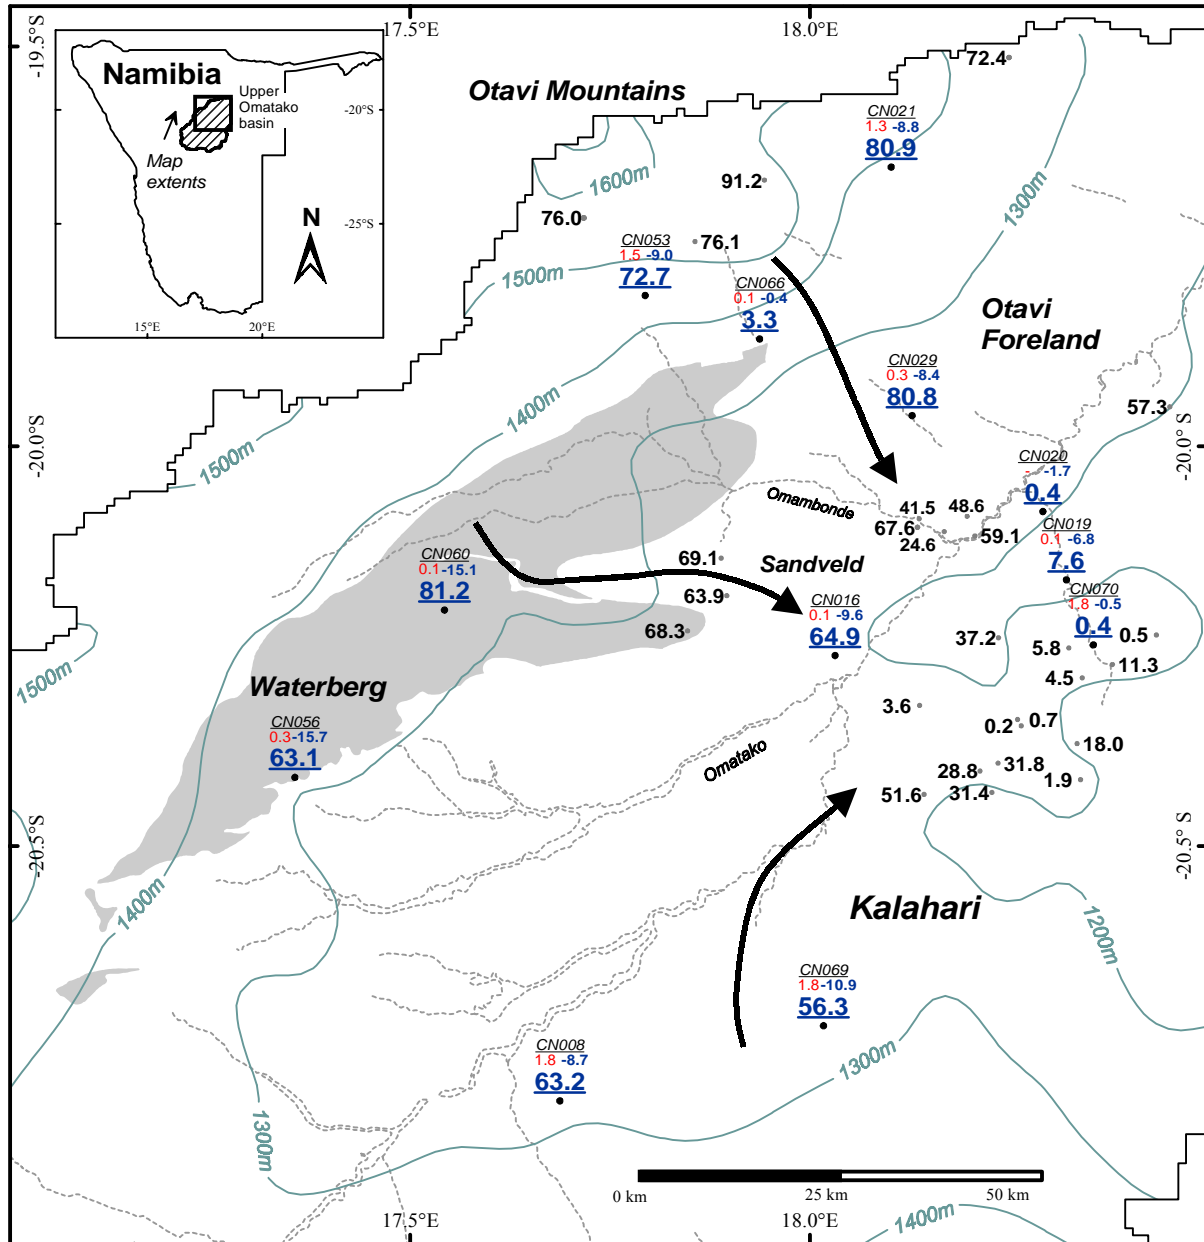 17.5°E
18.0°E
-19.5°S
Namibia
Upper
Omatako
basin
Map
extents
-20°S
-25°S
15°E
20°E
N
Otavi Mountains
72.4
CN021
1.3 -8.8
80.9
1600m
91.2
76.0
1300m
CN053
1.5 -9.0
72.7
76.1
1500m
CN066
0.1 -0.4
3.3
Otavi
Foreland
CN029
0.3 -8.4
80.8
1400m
57.3
-20.0°S
-20.0° S
1500m
CN020
- -1.7
0.4
Omambonde
41.5
48.6
67.6
24.6
59.1
CN019
0.1 -6.8
7.6
CN060
0.1 -15.1
81.2
69.1
Sandveld
63.9
CN016
0.1 -9.6
64.9
CN070
1.8 -0.5
0.4
68.3
37.2
5.8
0.5
11.3
4.5
1500m
Waterberg
CN056
0.3 -15.7
63.1
3.6
0.2
0.7
18.0
Omatako
28.8
31.8
1.9
51.6
31.4
-20.5°S
-20.5° S
1400m
Kalahari
1200m
CN069
1.8 -10.9
56.3
CN008
1.8 -8.7
63.2
1300m
1300m
0 km
25 km
50 km
17.5°E
18.0°E
1400m